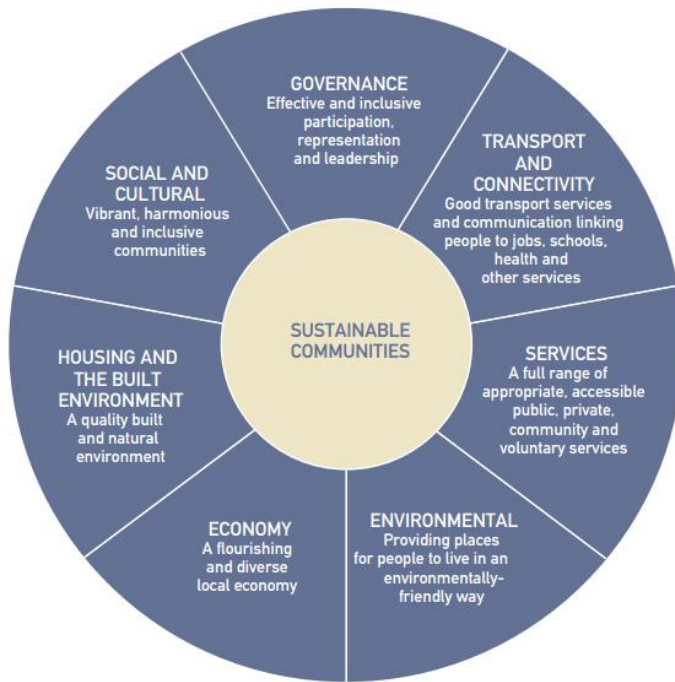 GOVERNANCE
Effective and inclusive
participation,
representation
and leadership
TRANSPORT
AND
CONNECTIVITY
Good transport services
and communication linking
people to jobs, schools,
health and
other services
SERVICES
A full range of
appropriate, accessible
public, private,
community and
voluntary services
ENVIRONMENTAL
Providing places
for people to live in an
environmentally-
friendly way
ECONOMY
A flourishing
and diverse
local economy
HOUSING AND
THE BUILT
ENVIRONMENT
A quality built
and natural
environment
SOCIAL AND
CULTURAL
Vibrant, harmonious
and inclusive
communities
SUSTAINABLE
COMMUNITIES